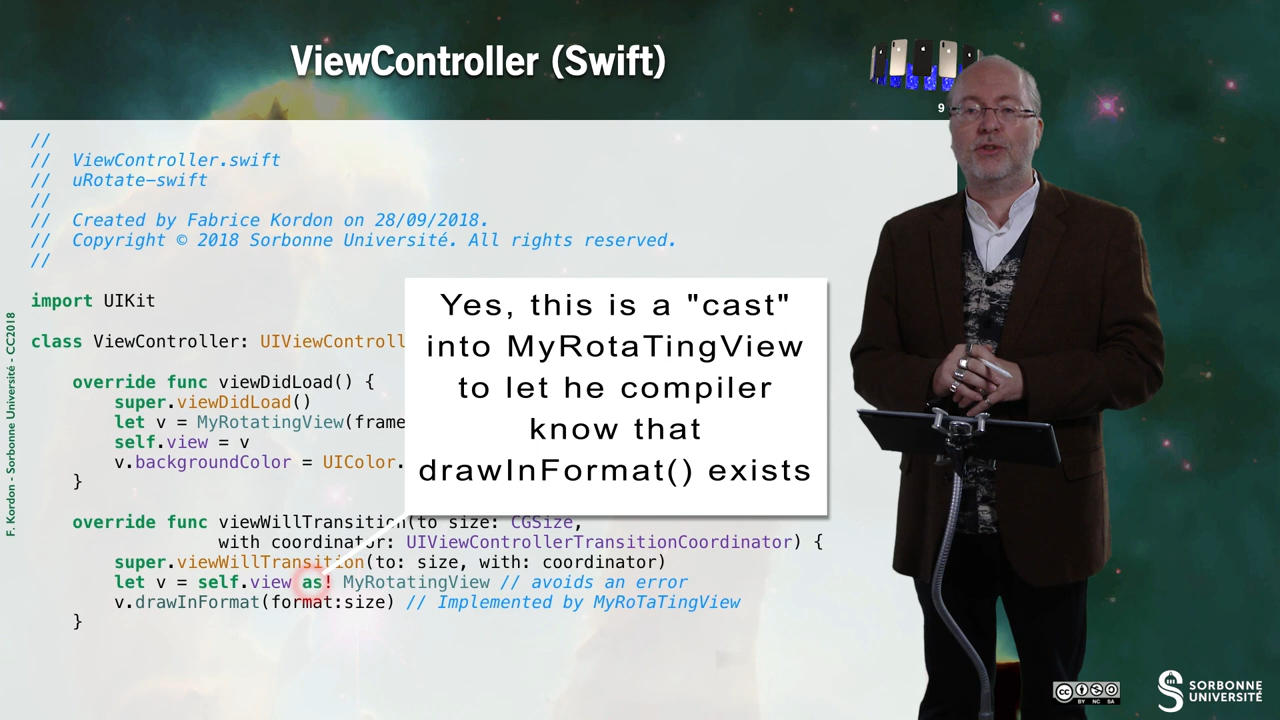 ViewController (Swift)
9
//
// ViewController.swift
// uRotate-swift
//
// Created by Fabrice Kordon on 28/09/2018.
// Copyright © 2018 Sorbonne Université. All rights reserved.
//
import UIKit
class ViewController: UIViewControll
override func viewDidLoad() {
super.viewDidLoad()
let v = MyRotatingView(frame
self.view = v
v.backgroundColor = UIColor.
}
override func viewWillTransition(to size: CGSize,
with coordinator: UIViewControllerTransitionCoordinator) {
super.viewWillTransition(to: size, with: coordinator)
let v = self.view as! MyRotatingView // avoids an error
v.drawInFormat(format:size) // Implemented by MyRoTaTingView
}
Yes, this is a "cast"
into MyRotaTingView
to let he compiler
know that
drawInFormat() exists
F. Kordon - Sorbonne Université - CC2018
CC BY NC SA
SORBONNE
UNIVERSITÉ